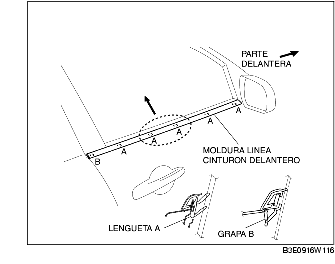 PARTE
DELANTERA
A
A
A
A
A
B
MOLDURA LINEA
CINTURON DELANTERO
LENGUETA A
GRAPA B
B3E0916W116